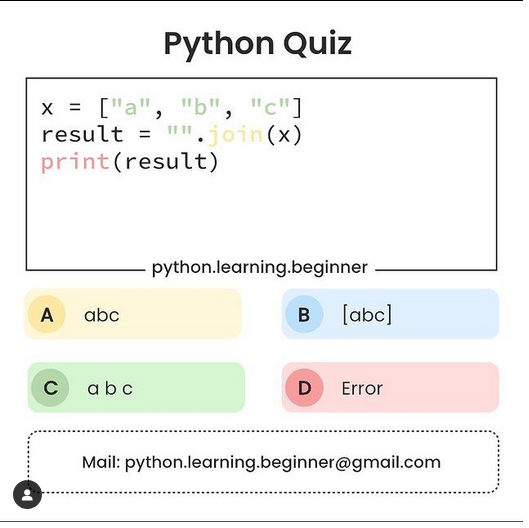 Python Quiz
x = ["a", "b", "c"]
result = "".join(x)
print(result)
python.learning.beginner
A abc
B [abc]
C a b c
D Error
Mail: python.learning.beginner@gmail.com